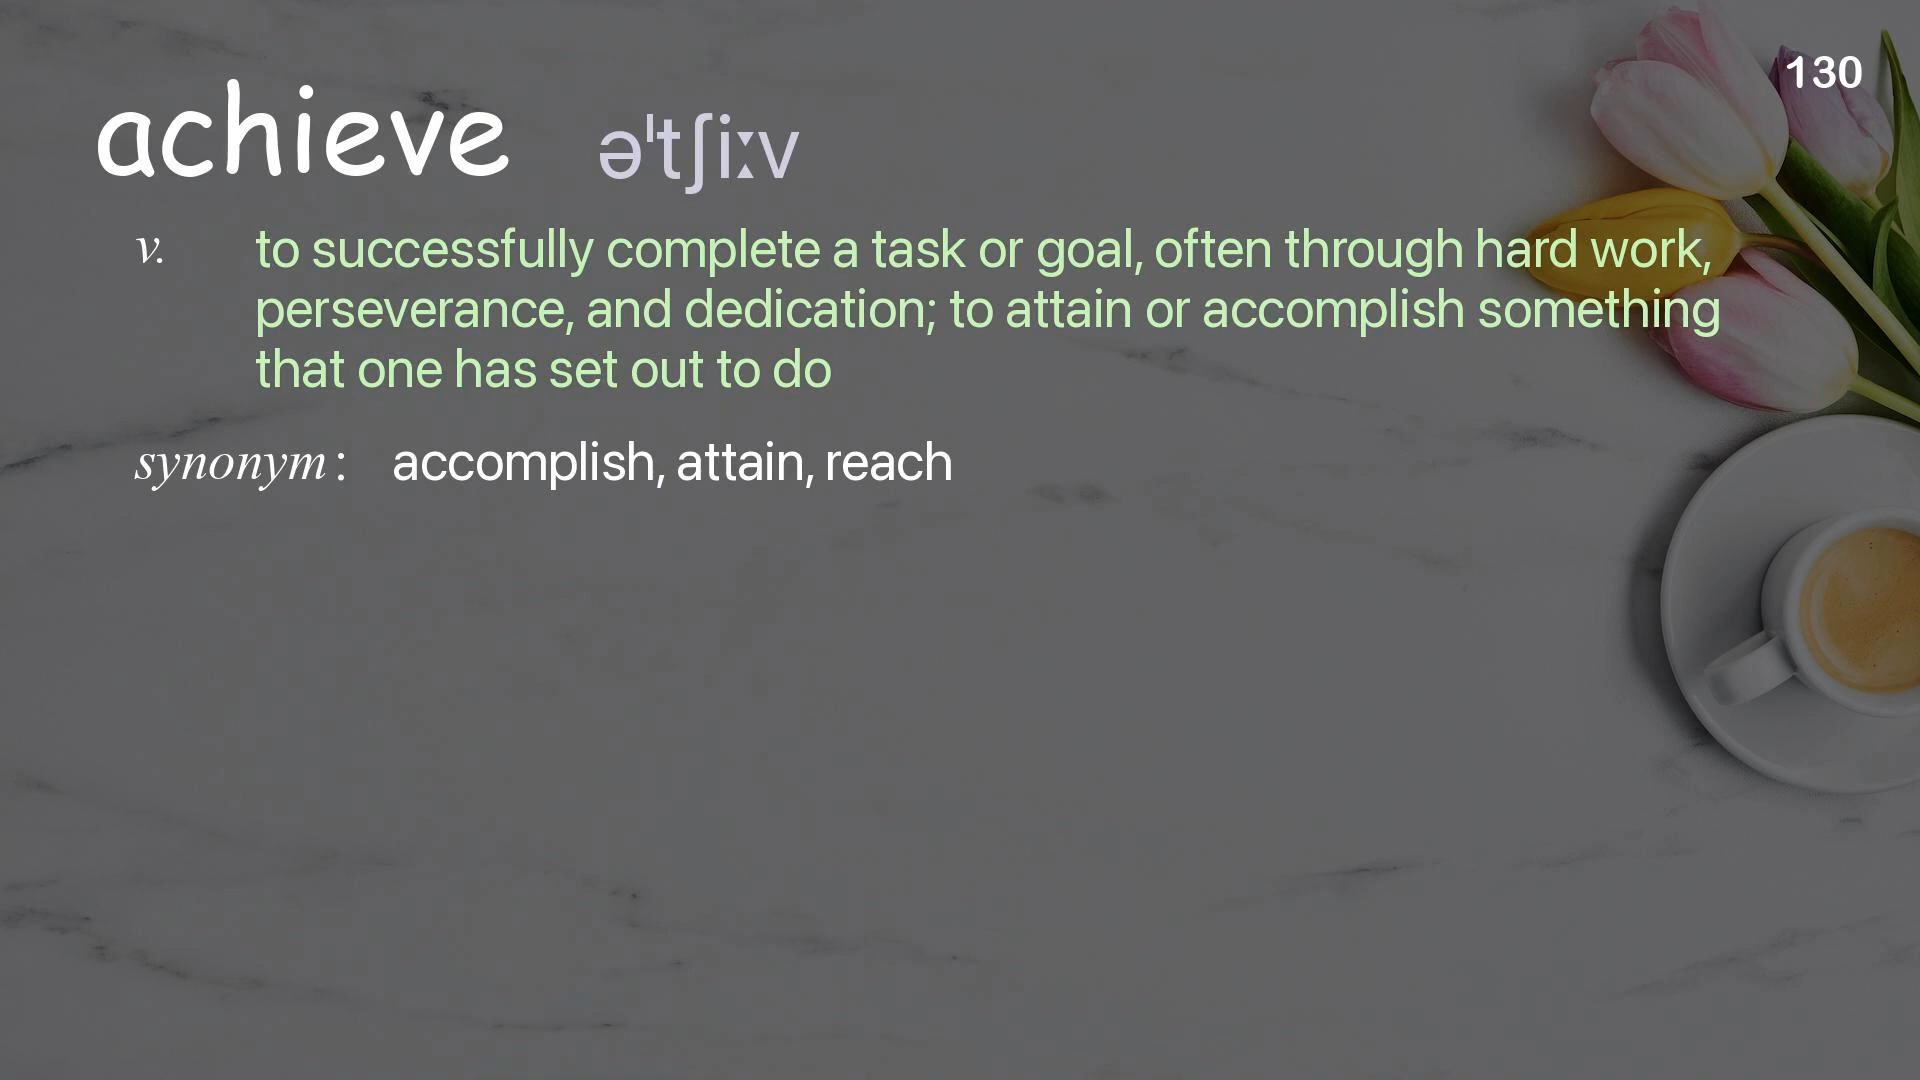 130
achieve əˈtʃiːv
v. to successfully complete a task or goal, often through hard work,
perseverance, and dedication; to attain or accomplish something
that one has set out to do
synonym : accomplish, attain, reach